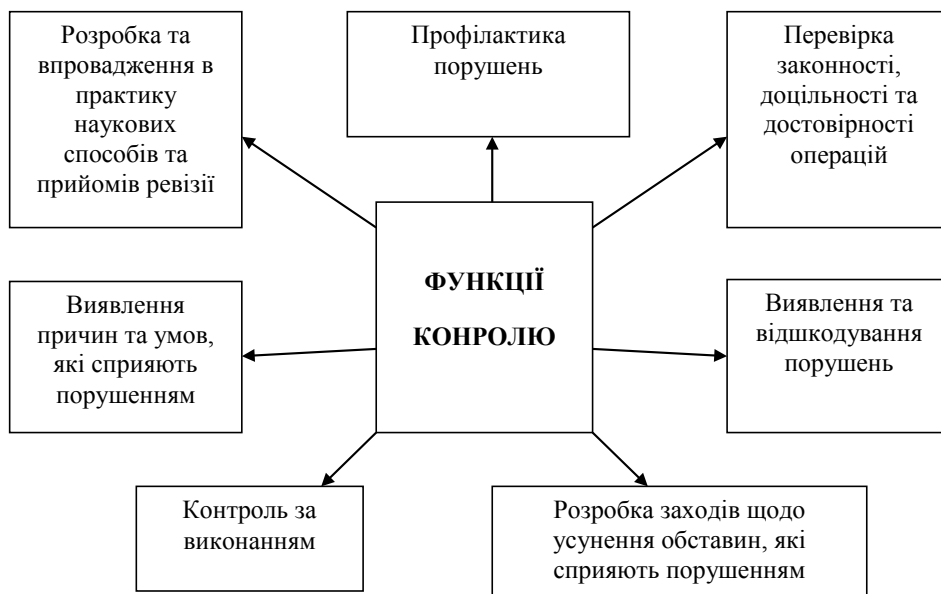 Розробка та
впровадження в
практику
наукових
способів та
прийомів ревізії
Профілактика
порушень
Перевірка
законності,
доцільності та
достовірності
операцій
ФУНКЦІЇ
КОНРОЛЮ
Виявлення
причин та умов,
які сприяють
порушенням
Виявлення та
відшкодування
порушень
Контроль за
виконанням
Розробка заходів щодо
усунення обставин, які
сприяють порушенням